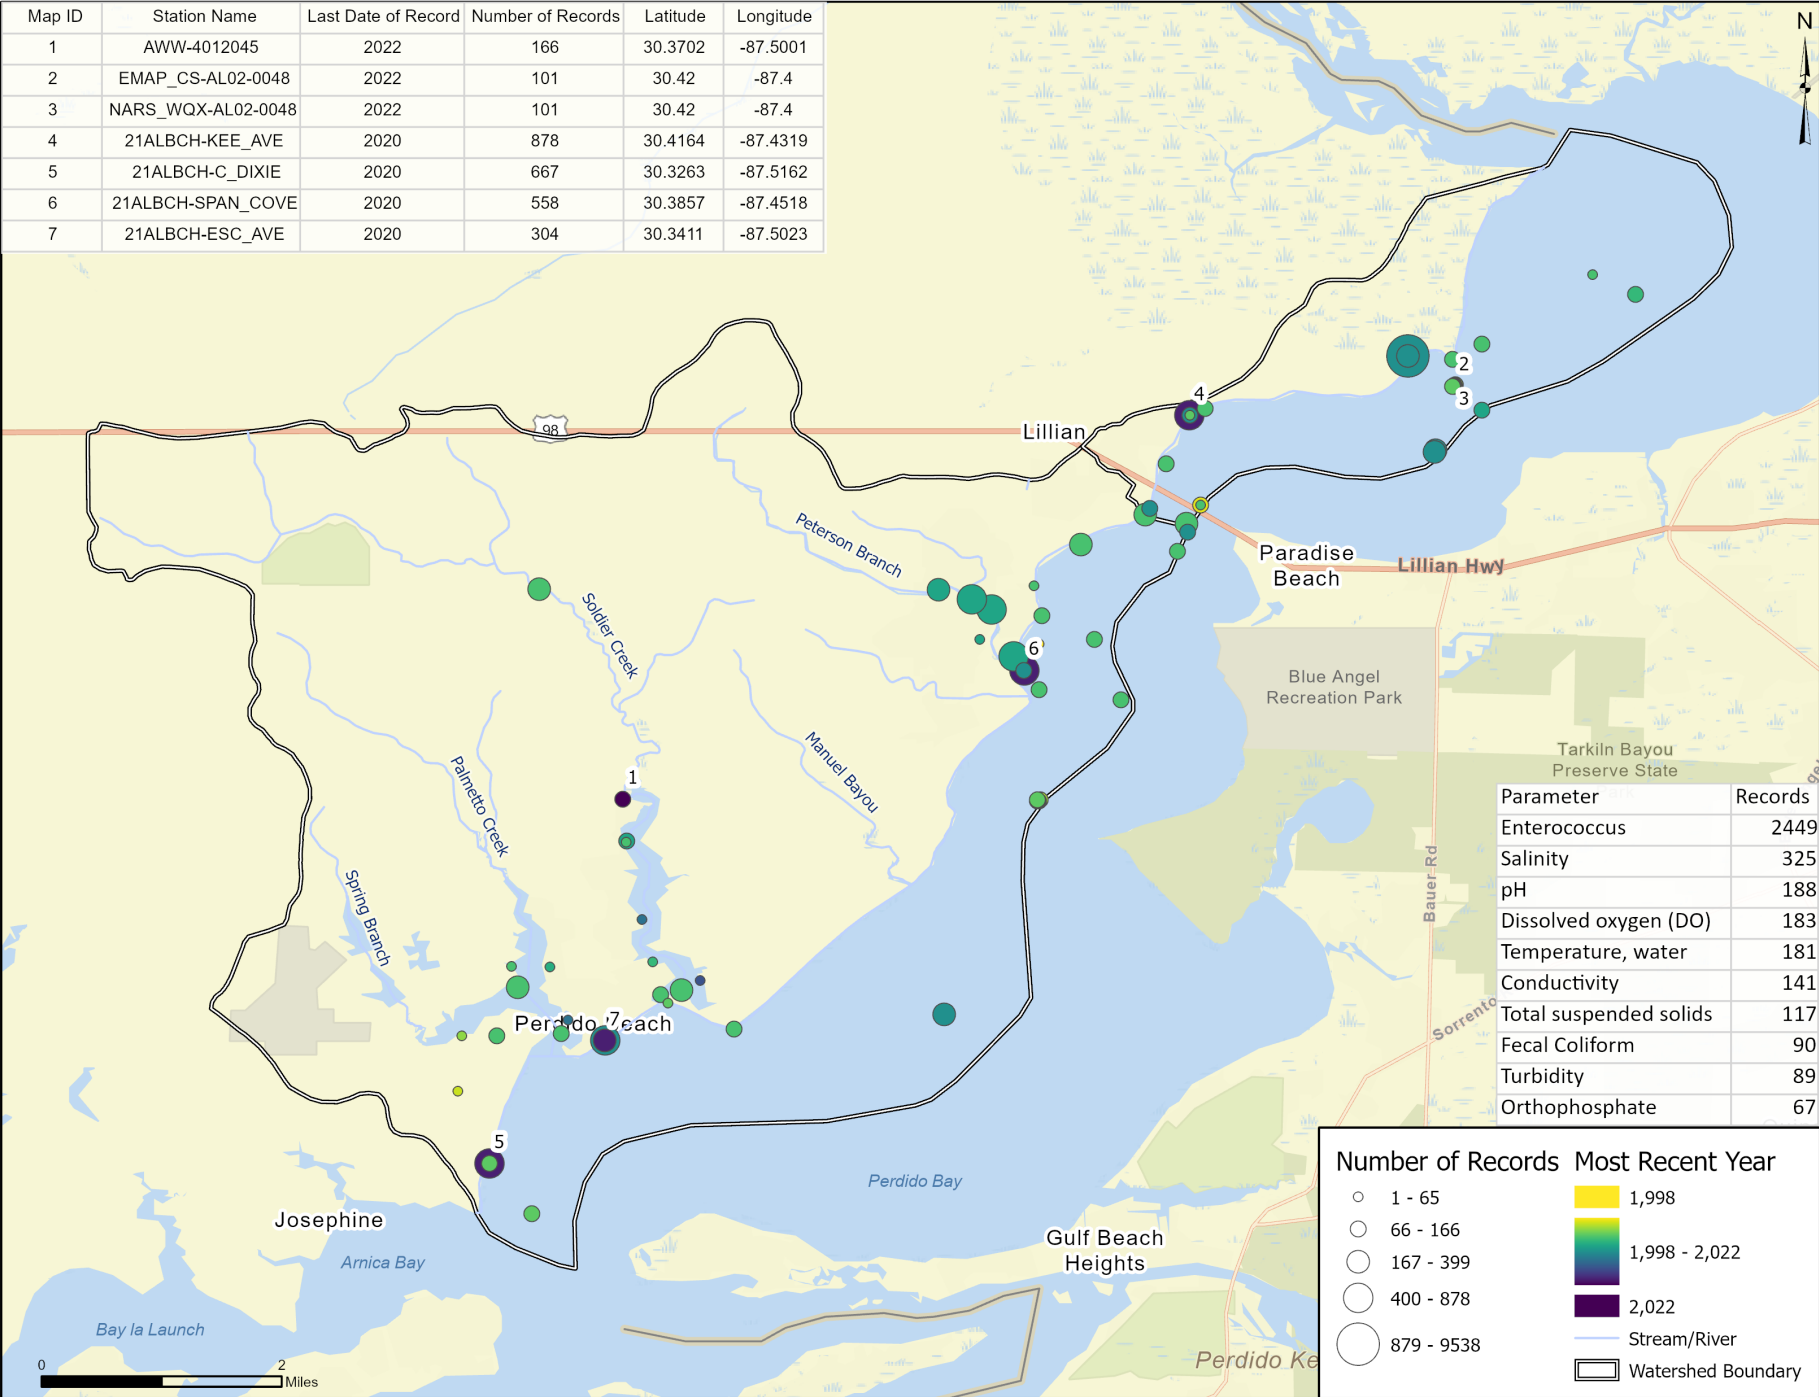 Map ID Station Name Last Date of Record Number of Records Latitude Longitude
1 AWW-4012045 2022 166 30.3702 -87.5001
2 EMAP_CS-AL02-0048 2022 101 30.42 -87.4
3 NARS_WQX-AL02-0048 2022 101 30.42 -87.4
4 21ALBCH-KEE_AVE 2020 878 30.4164 -87.4319
5 21ALBCH-C_DIXIE 2020 667 30.3263 -87.5162
6 21ALBCH-SPAN_COVE 2020 558 30.3857 -87.4518
7 21ALBCH-ESC_AVE 2020 304 30.3411 -87.5023
N
2
3
4
Lillian
98
Peterson Branch
Paradise
Beach
Lillian Hwy
Soldier Creek
6
Blue Angel
Recreation Park
Tarkiln Bayou
Preserve State
Park
1
Manuel Bayou
Palmetto Creek
Spring Branch
Bauer Rd
Sorrento
7
Perdido Beach
5
Perdido Bay
Josephine
Arnica Bay
Gulf Beach
Heights
Bay la Launch
Perdido Ke
0 2
Miles
Parameter Records
Enterococcus 2449
Salinity 325
pH 188
Dissolved oxygen (DO) 183
Temperature, water 181
Conductivity 141
Total suspended solids 117
Fecal Coliform 90
Turbidity 89
Orthophosphate 67
Number of Records Most Recent Year
1 - 65 1,998
66 - 166
167 - 399 1,998 - 2,022
400 - 878 2,022
879 - 9538 Stream/River
Watershed Boundary